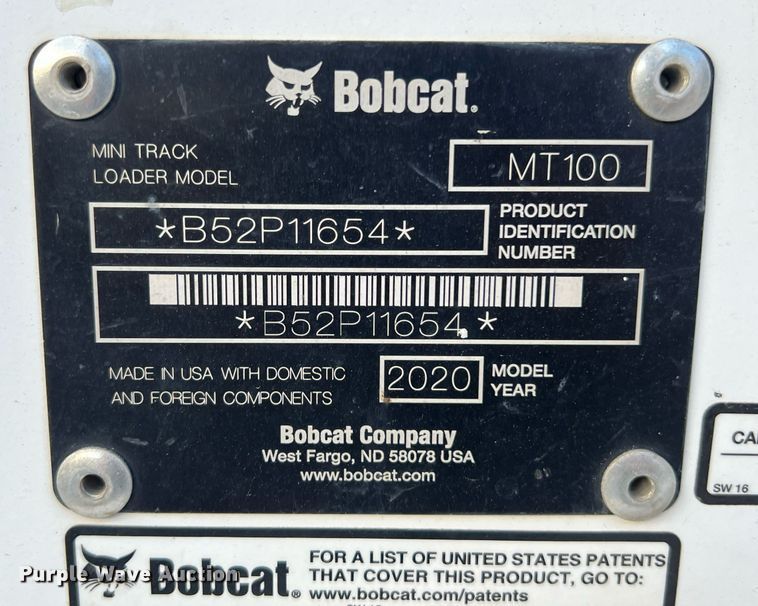 Bobcat.
MINI TRACK
LOADER MODEL
MT100
*B52P11654*
PRODUCT
IDENTIFICATION
NUMBER
*B52P11654*
MADE IN USA WITH DOMESTIC
AND FOREIGN COMPONENTS
2020
MODEL
YEAR
Bobcat Company
West Fargo, ND 58078 USA
www.bobcat.com
SW 16
Bobcat.
FOR A LIST OF UNITED STATES PATENTS
THAT COVER THIS PRODUCT, GO TO:
www.bobcat.com/patents
Purple Wave Auction